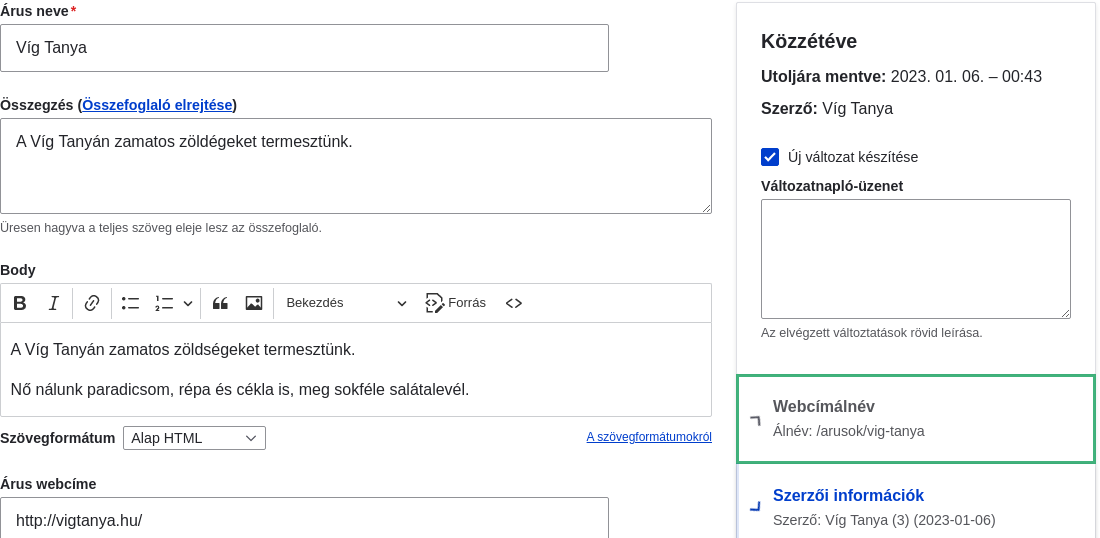 Árus neve*
Víg Tanya
Összegzés (Összefoglaló elrejtése)
A Víg Tanyán zamatos zöldégeket termesztünk.
Üresen hagyva a teljes szöveg eleje lesz az összefoglaló.
Body
B I Bekezdés Forrás
A Víg Tanyán zamatos zöldségeket termesztünk.
Nő nálunk paradicsom, répa és cékla is, meg sokféle salátalevél.
Szövegformátum Alap HTML A szövegformátumokról
Árus webcíme
http://vigtanya.hu/
Közzétéve
Utoljára mentve: 2023. 01. 06. – 00:43
Szerző: Víg Tanya
Új változat készítése
Változatnapló-üzenet
Az elvégzett változtatások rövid leírása.
Webcímálnév
Álnév: /arusok/vig-tanya
Szerzői információk
Szerző: Víg Tanya (3) (2023-01-06)